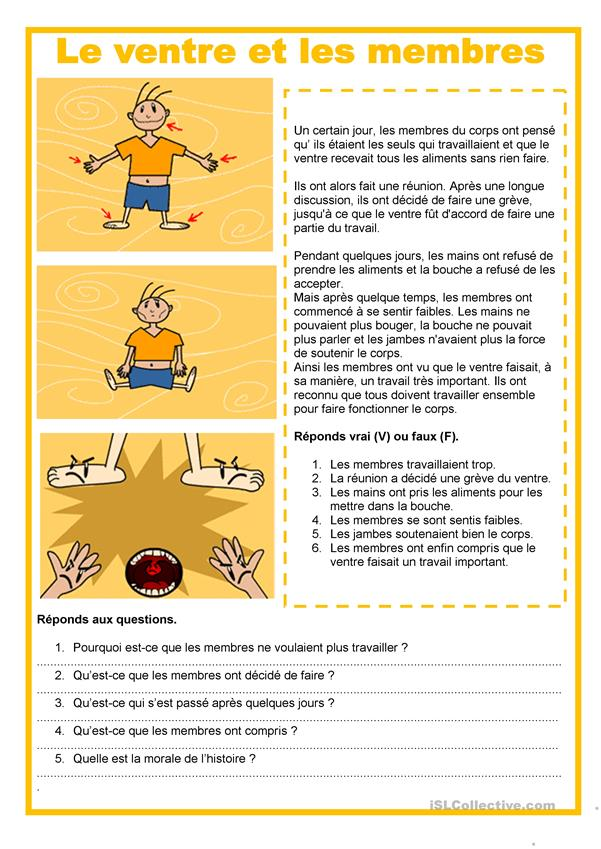 Le ventre et les membres
Un certain jour, les membres du corps ont pensé
qu' ils étaient les seuls qui travaillaient et que le
ventre recevait tous les aliments sans rien faire.
Ils ont alors fait une réunion. Après une longue
discussion, ils ont décidé de faire une grève,
jusqu'à ce que le ventre fût d'accord de faire une
partie du travail.
Pendant quelques jours, les mains ont refusé de
prendre les aliments et la bouche a refusé de les
accepter.
Mais après quelque temps, les membres ont
commencé à se sentir faibles. Les mains ne
pouvaient plus bouger, la bouche ne pouvait
plus parler et les jambes n'avaient plus la force
de soutenir le corps.
Ainsi les membres ont vu que le ventre faisait, à
sa manière, un travail très important. Ils ont
reconnu que tous doivent travailler ensemble
pour faire fonctionner le corps.
Réponds vrai (V) ou faux (F).
1. Les membres travaillaient trop.
2. La réunion a décidé une grève du ventre.
3. Les mains ont pris les aliments pour les
mettre dans la bouche.
4. Les membres se sont sentis faibles.
5. Les jambes soutenaient bien le corps.
6. Les membres ont enfin compris que le
ventre faisait un travail important.
Réponds aux questions.
1. Pourquoi est-ce que les membres ne voulaient plus travailler ?
2. Qu'est-ce que les membres ont décidé de faire ?
3. Qu'est-ce qui s'est passé après quelques jours ?
4. Qu'est-ce que les membres ont compris ?
5. Quelle est la morale de l'histoire ?
iSLCollective.com